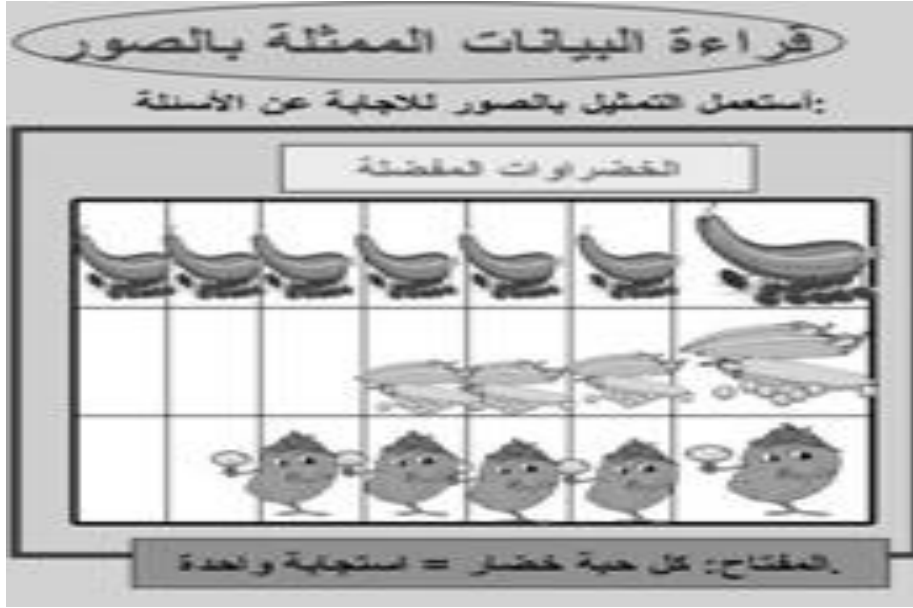 قراءة البيانات الممثلة بالصور
أستعمل التمثيل بالصور للاجابة عن الأسئلة:
الخضراوات المفضلة
المفتاح: كل حبة خضار = استجابة واحدة.